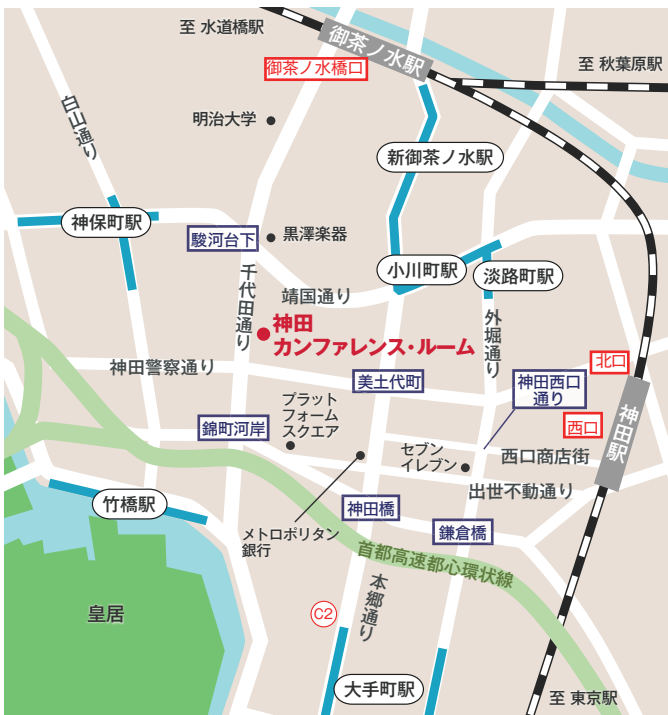 至 水道橋駅
御茶ノ水駅
至 秋葉原駅
御茶ノ水橋口
白山通り
明治大学
新御茶ノ水駅
神保町駅
駿河台下
黒澤楽器
小川町駅
淡路町駅
千代田通り
靖国通り
外堀通り
神田
カンファレンス・ルーム
神田警察通り
美土代町
神田西口
通り
北口
西口
神田駅
プラット
フォーム
スクエア
錦町河岸
セブン
イレブン
西口商店街
出世不動通り
竹橋駅
神田橋
鎌倉橋
メトロポリタン
銀行
首都高速都心環状線
本郷通り
C2
皇居
大手町駅
至 東京駅